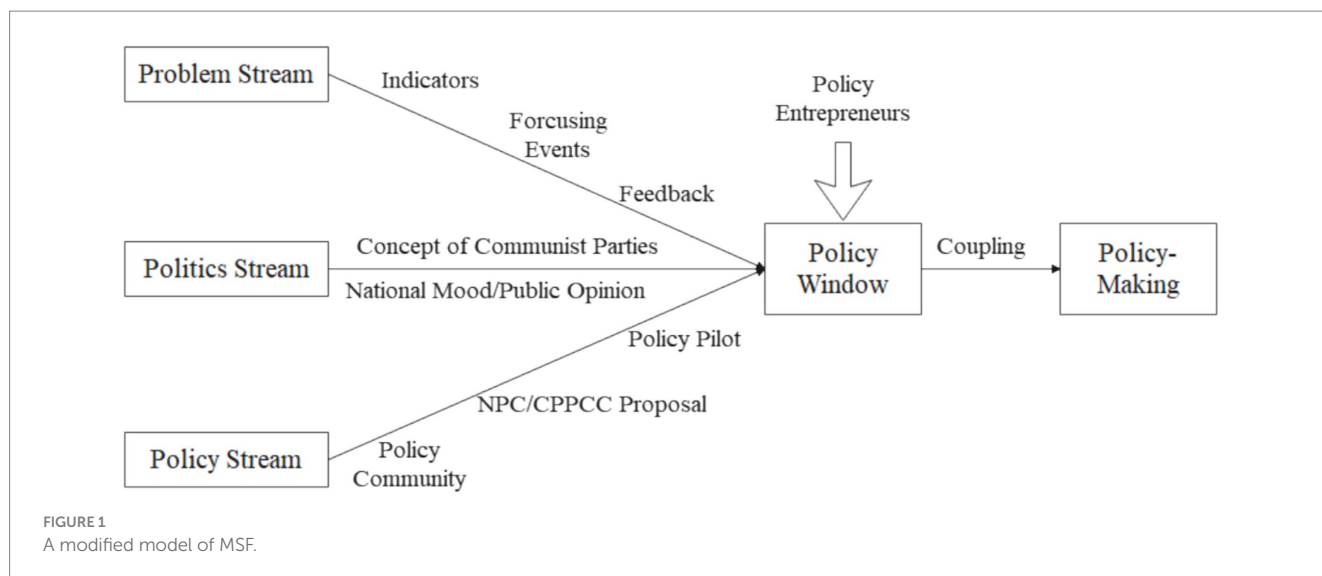 Problem Stream
Indicators
Forcusing
Events
Feedback
Policy
Entrepreneurs
Politics Stream
Concept of Communist Parties
National Mood/Public Opinion
Policy
Window
Coupling
Policy-
Making
Policy Stream
Policy
Community
NPC/CPPCC Proposal
Policy Pilot
FIGURE 1
A modified model of MSF.